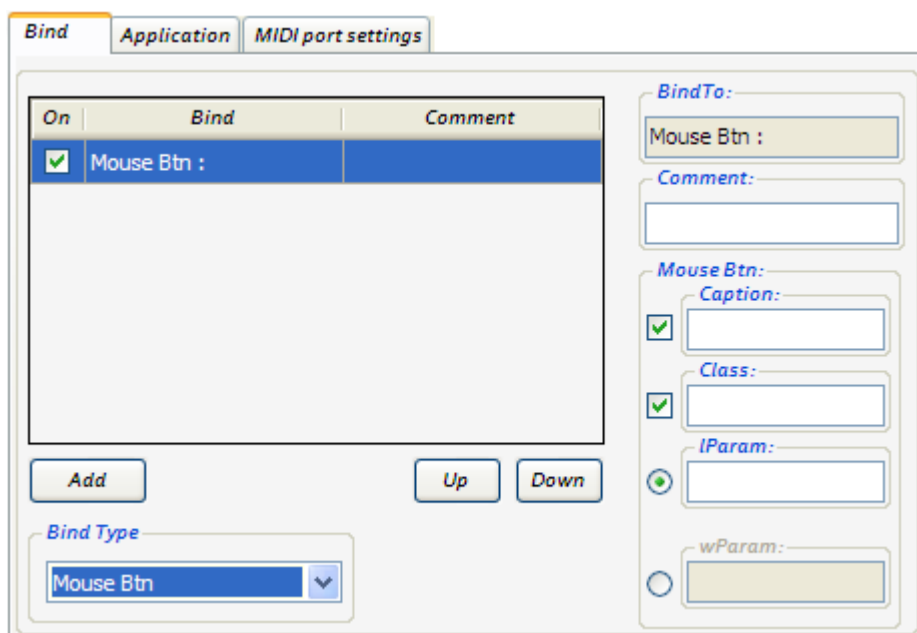 Bind Application MIDI port settings
On Bind Comment
Mouse Btn :
Add Up Down
Bind Type
Mouse Btn
BindTo:
Mouse Btn :
Comment:
Mouse Btn:
Caption:
Class:
lParam:
wParam: